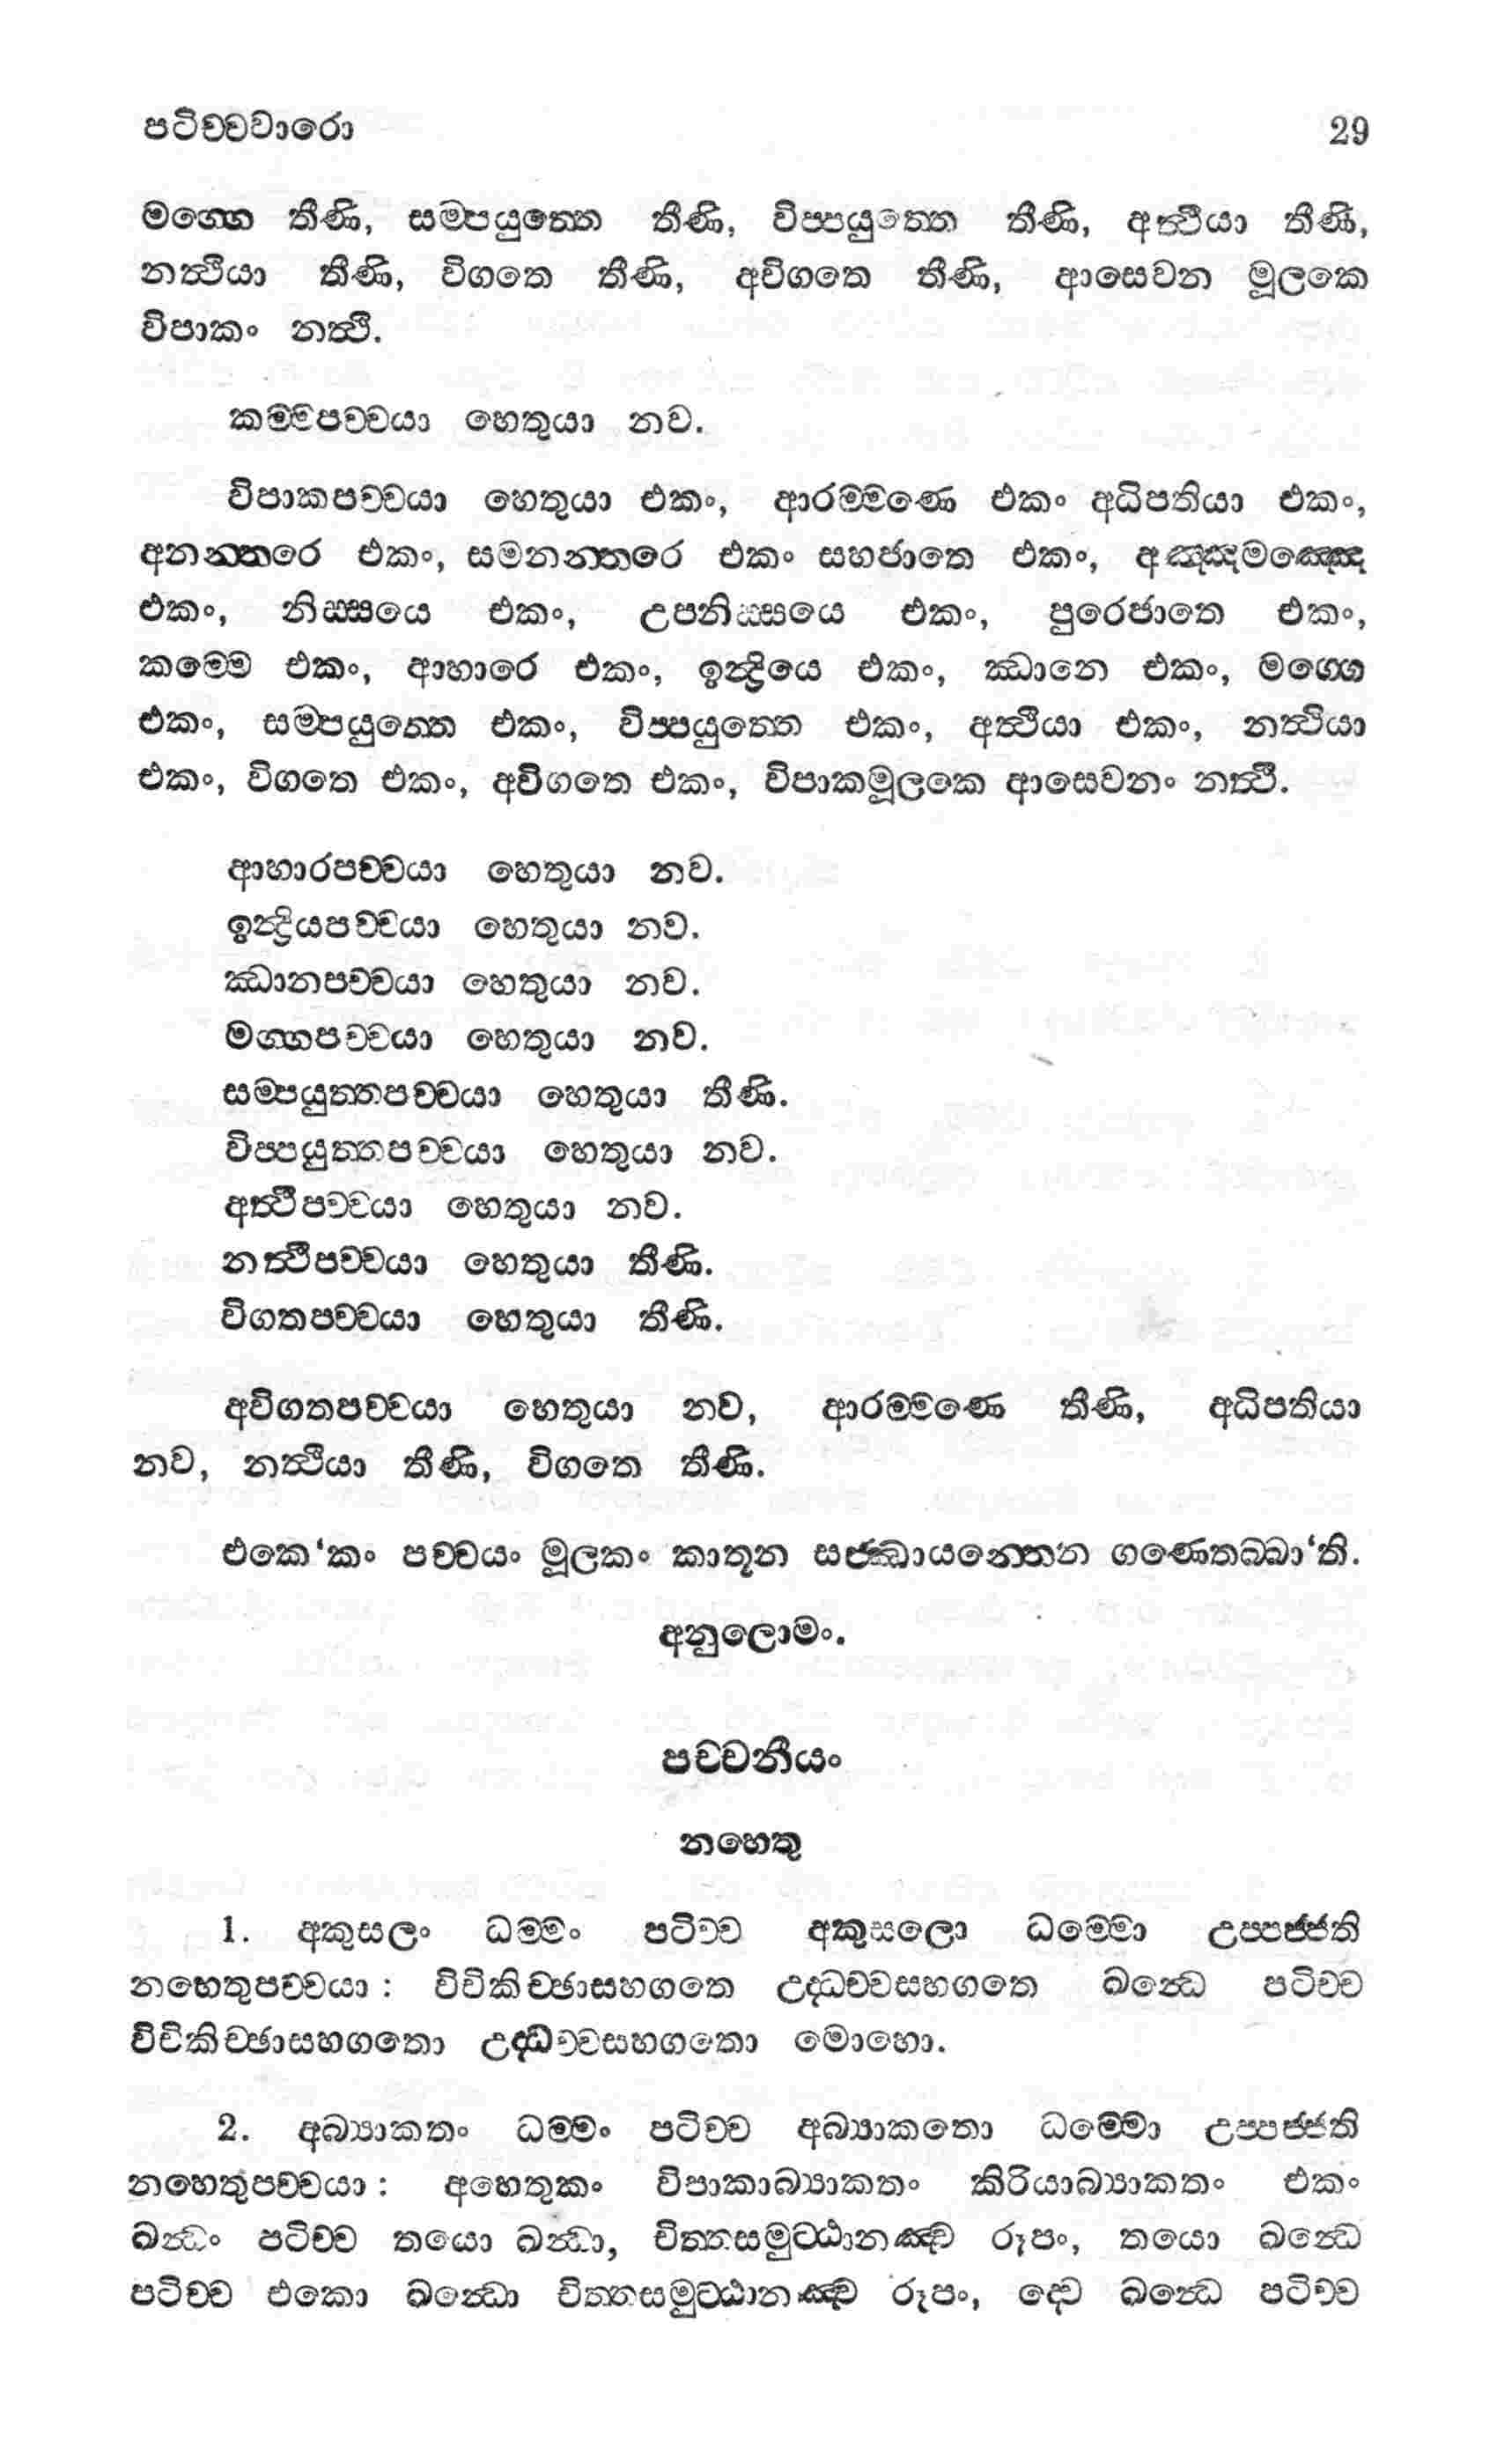 පටිච්චවාරො 29
මග්ගෙ තීණි, සම්පයුත්තෙ තීණි, විප්පයුත්තෙ තීණි, අත්ථියා තීණි,
නත්ථියා තීණි, විගතෙ තීණි, අවිගතෙ තීණි, ආසෙවන මූලකෙ
විපාකං නත්ථි.
කම්මපච්චයා හෙතුයා නව.
විපාකපච්චයා හෙතුයා එකං, ආරම්මණෙ එකං අධිපතියා එකං,
අනන්තරෙ එකං, සමනන්තරෙ එකං සහජාතෙ එකං, අඤ්ඤමඤ්ඤෙ
එකං, නිස්සයෙ එකං, උපනිස්සයෙ එකං, පුරෙජාතෙ එකං,
කම්මෙ එකං, ආහාරෙ එකං, ඉන්ද්‍රියෙ එකං, ඣානෙ එකං, මග්ගෙ
එකං, සම්පයුත්තෙ එකං, විප්පයුත්තෙ එකං, අත්ථියා එකං, නත්ථියා
එකං, විගතෙ එකං, අවිගතෙ එකං, විපාකමූලකෙ ආසෙවනං නත්ථි.
ආහාරපච්චයා හෙතුයා නව.
ඉන්ද්‍රියපච්චයා හෙතුයා නව.
ඣානපච්චයා හෙතුයා නව.
මග්ගපච්චයා හෙතුයා නව.
සම්පයුත්තපච්චයා හෙතුයා තීණි.
විප්පයුත්තපච්චයා හෙතුයා නව.
අත්ථිපච්චයා හෙතුයා නව.
නත්ථිපච්චයා හෙතුයා තීණි.
විගතපච්චයා හෙතුයා තීණි.
අවිගතපච්චයා හෙතුයා නව, ආරම්මණෙ තීණි, අධිපතියා
නව, නත්ථියා තීණි, විගතෙ තීණි.
එකෙ‘කං පච්චයං මූලකං කාතූන සජ්ඣායන්තෙන ගණෙතබ්බා‘ති.
අනුලොමං.
පච්චනීයං
නහෙතු
1. අකුසලං ධම්මං පටිච්ච අකුසලො ධම්මො උප්පජ්ජති
නහෙතුපච්චයා : විචිකිච්ඡාසහගතෙ උද්ධච්චසහගතෙ ඛන්ධෙ පටිච්ච
විචිකිච්ඡාසහගතො උද්ධච්චසහගතො මොහො.
2. අබ්‍යාකතං ධම්මං පටිච්ච අබ්‍යාකතො ධම්මො උප්පජ්ජති
නහෙතුපච්චයා : අහෙතුකං විපාකාබ්‍යාකතං කිරියාබ්‍යාකතං එකං
ඛන්ධං පටිච්ච තයො ඛන්ධා, චිත්තසමුට්ඨානඤ්ච රූපං, තයො ඛන්ධෙ
පටිච්ච එකො ඛන්ධො චිත්තසමුට්ඨානඤ්ච රූපං, ද්වෙ ඛන්ධෙ පටිච්ච